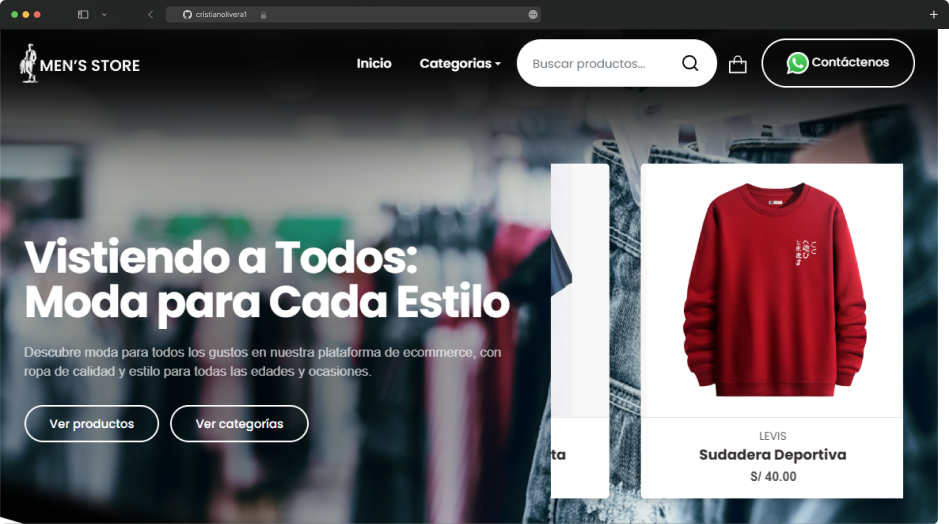 cristianolivera1
MEN'S STORE
Inicio
Categorias
Buscar productos...
Contáctenos
Vistiendo a Todos:
Moda para Cada Estilo
Descubre moda para todos los gustos en nuestra plataforma de ecommerce, con
ropa de calidad y estilo para todas las edades y ocasiones.
Ver productos
Ver categorías
ta
LEVIS
Sudadera Deportiva
S/ 40.00